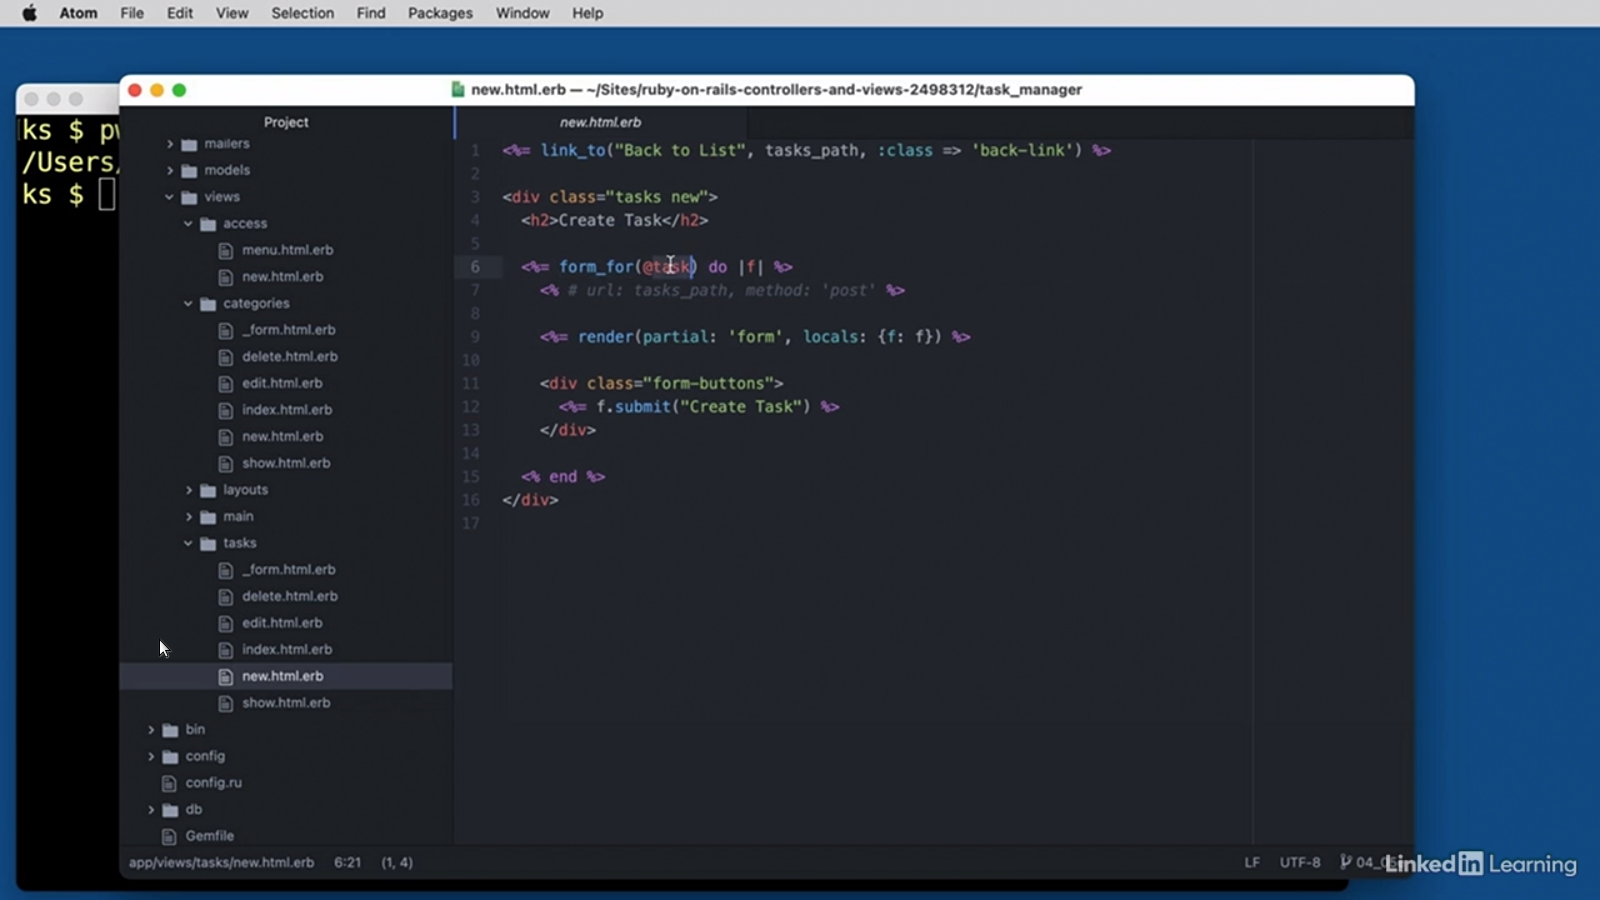 Atom File Edit View Selection Find Packages Window Help
new.html.erb — ~/Sites/ruby-on-rails-controllers-and-views-2498312/task_manager
ks $
/Users/
ks $
Project
mailers
models
views
access
menu.html.erb
new.html.erb
categories
_form.html.erb
delete.html.erb
edit.html.erb
index.html.erb
new.html.erb
show.html.erb
layouts
main
tasks
_form.html.erb
delete.html.erb
edit.html.erb
index.html.erb
new.html.erb
show.html.erb
bin
config
config.ru
db
Gemfile
new.html.erb
1 <%= link_to("Back to List", tasks_path, :class => 'back-link') %>
2
3 <div class="tasks new">
4 <h2>Create Task</h2>
5
6 <%= form_for(@task) do |f| %>
7 <% # url: tasks_path, method: 'post' %>
8
9 <%= render(partial: 'form', locals: {f: f}) %>
10
11 <div class="form-buttons">
12 <%= f.submit("Create Task") %>
13 </div>
14
15 <% end %>
16 </div>
17
app/views/tasks/new.html.erb 6:21 (1, 4) LF UTF-8
LinkedIn Learning